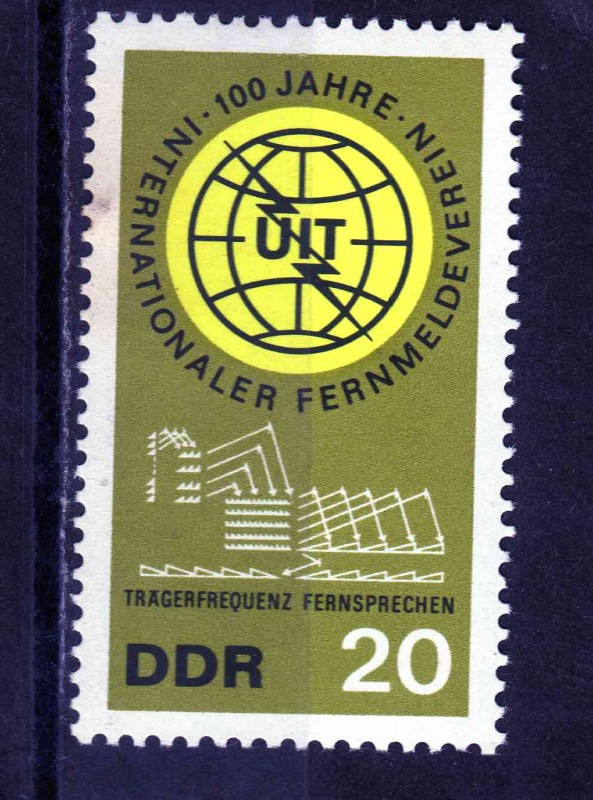 100 JAHRE · INTERNATIONALER FERNMELDEVEREIN ·
UIT
TRÄGERFREQUENZ FERNSPRECHEN
DDR 20